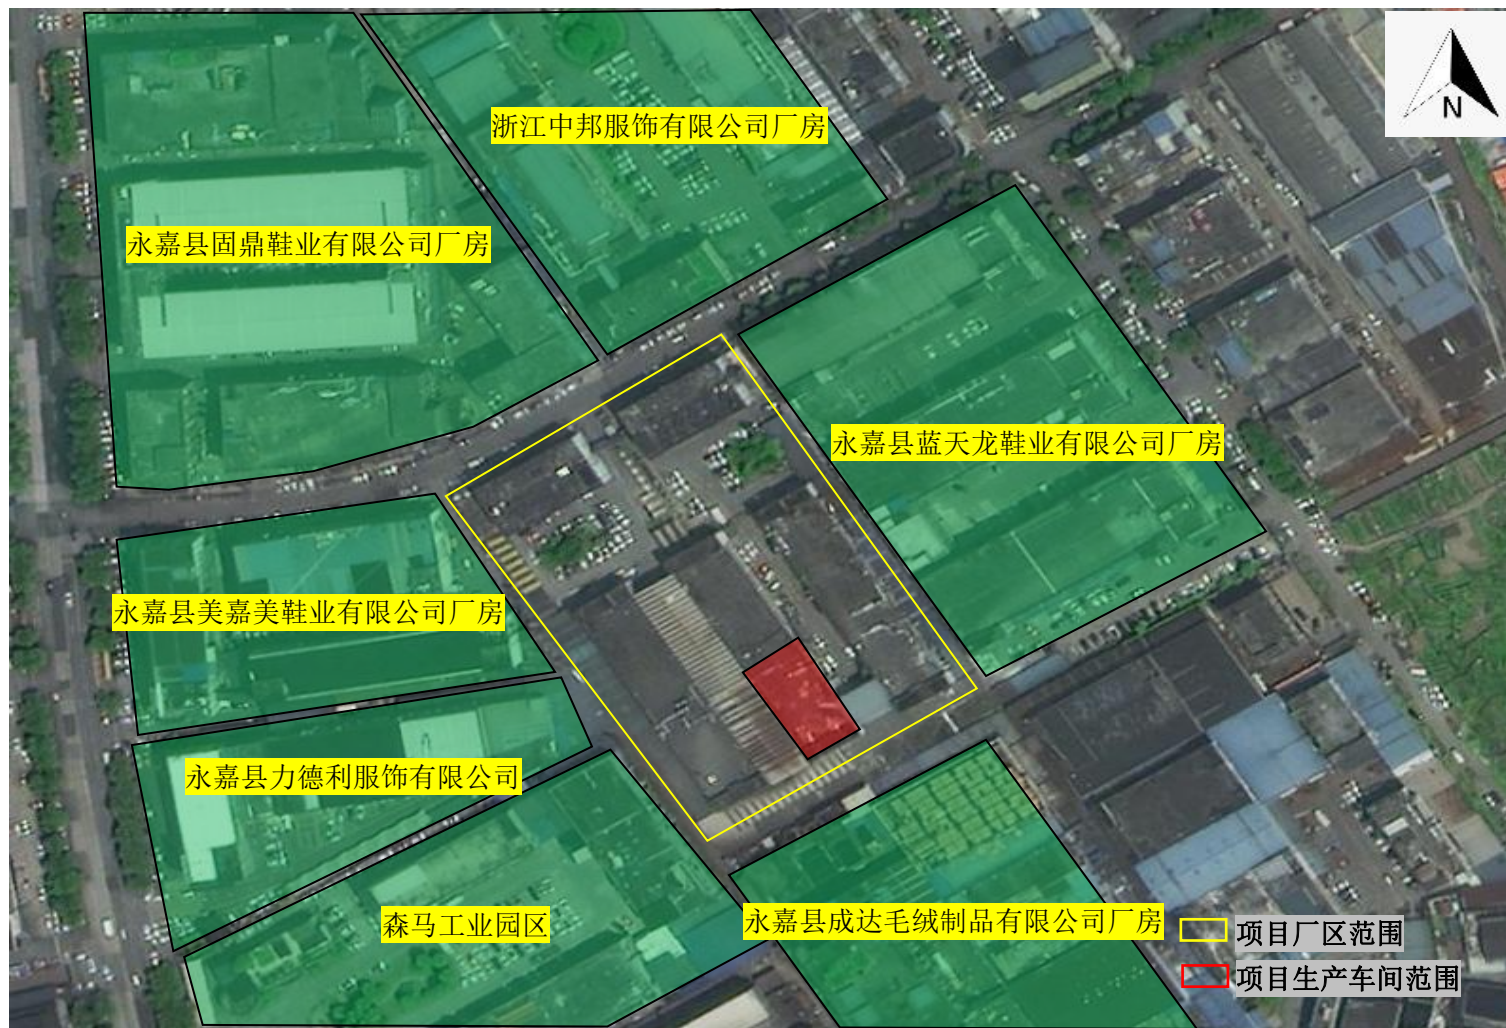 N
浙江中邦服饰有限公司厂房
永嘉县固鼎鞋业有限公司厂房
永嘉县蓝天龙鞋业有限公司厂房
永嘉县美嘉美鞋业有限公司厂房
永嘉县力德利服饰有限公司
森马工业园区
永嘉县成达毛绒制品有限公司厂房
项目厂区范围
项目生产车间范围